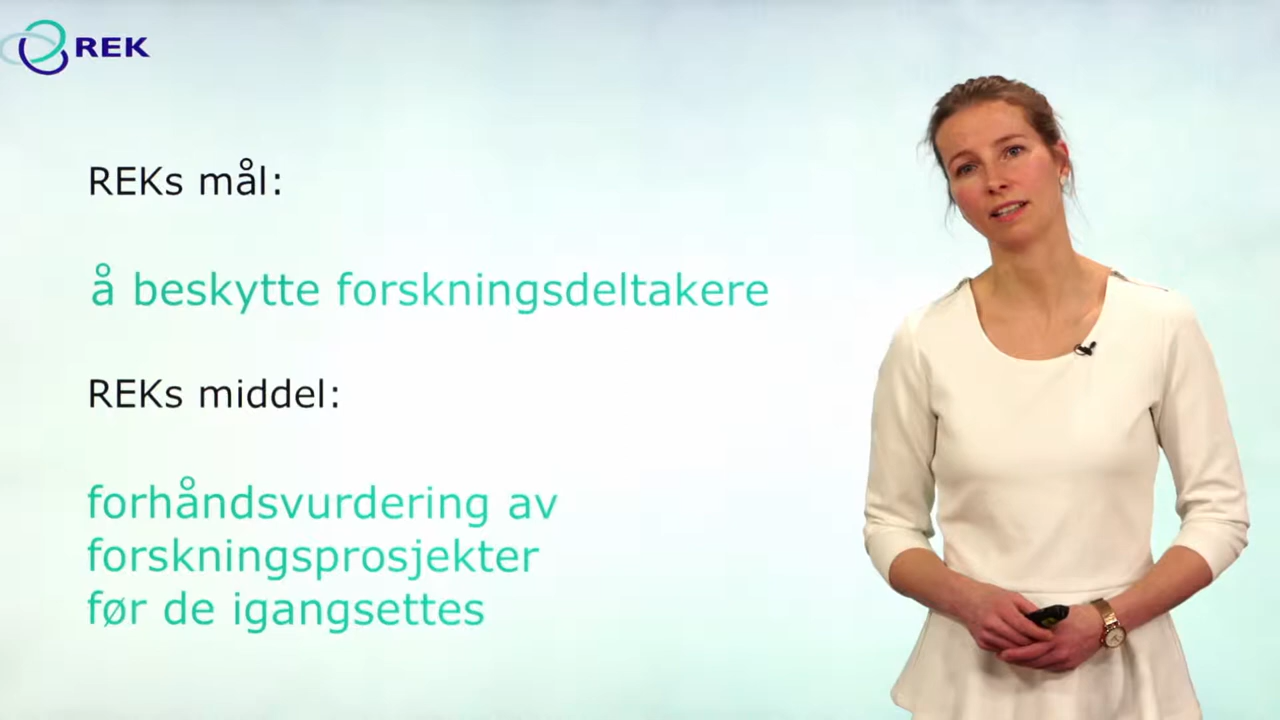 REK
REKs mål:
å beskytte forskningsdeltakere
REKs middel:
forhåndsvurdering av
forskningsprosjekter
før de igangsettes